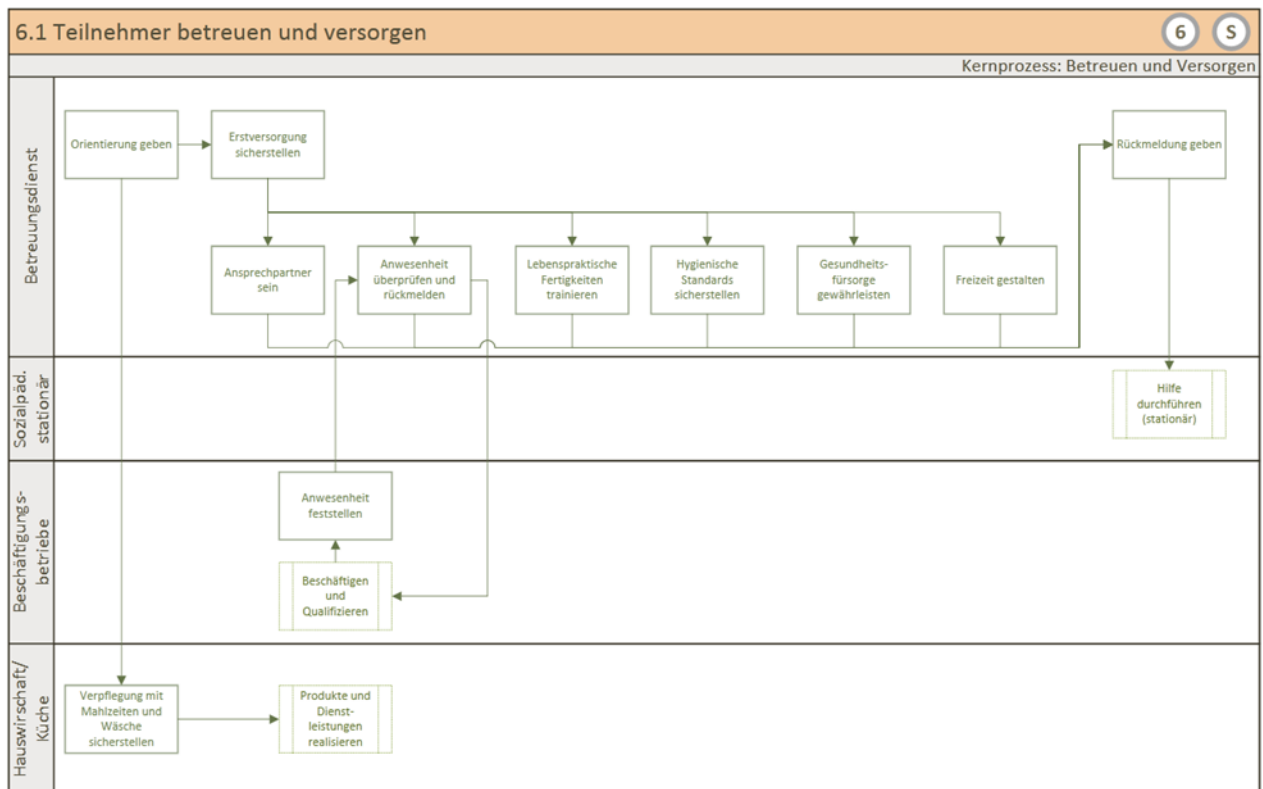 6.1 Teilnehmer betreuen und versorgen
6
S
Kernprozess: Betreuen und Versorgen
Betreuungsdienst
Orientierung geben
Erstversorgung
sicherstellen
Rückmeldung geben
Ansprechpartner
sein
Anwesenheit
überprüfen und
rückmelden
Lebenspraktische
Fertigkeiten
trainieren
Hygienische
Standards
sicherstellen
Gesundheits-
fürsorge
gewährleisten
Freizeit gestalten
Sozialpäd.
stationär
Hilfe
durchführen
(stationär)
Beschäftigungs-
betriebe
Anwesenheit
feststellen
Beschäftigen
und
Qualifizieren
Hauswirschaft/
Küche
Verpflegung mit
Mahlzeiten und
Wäsche
sicherstellen
Produkte und
Dienst-
leistungen
realisieren